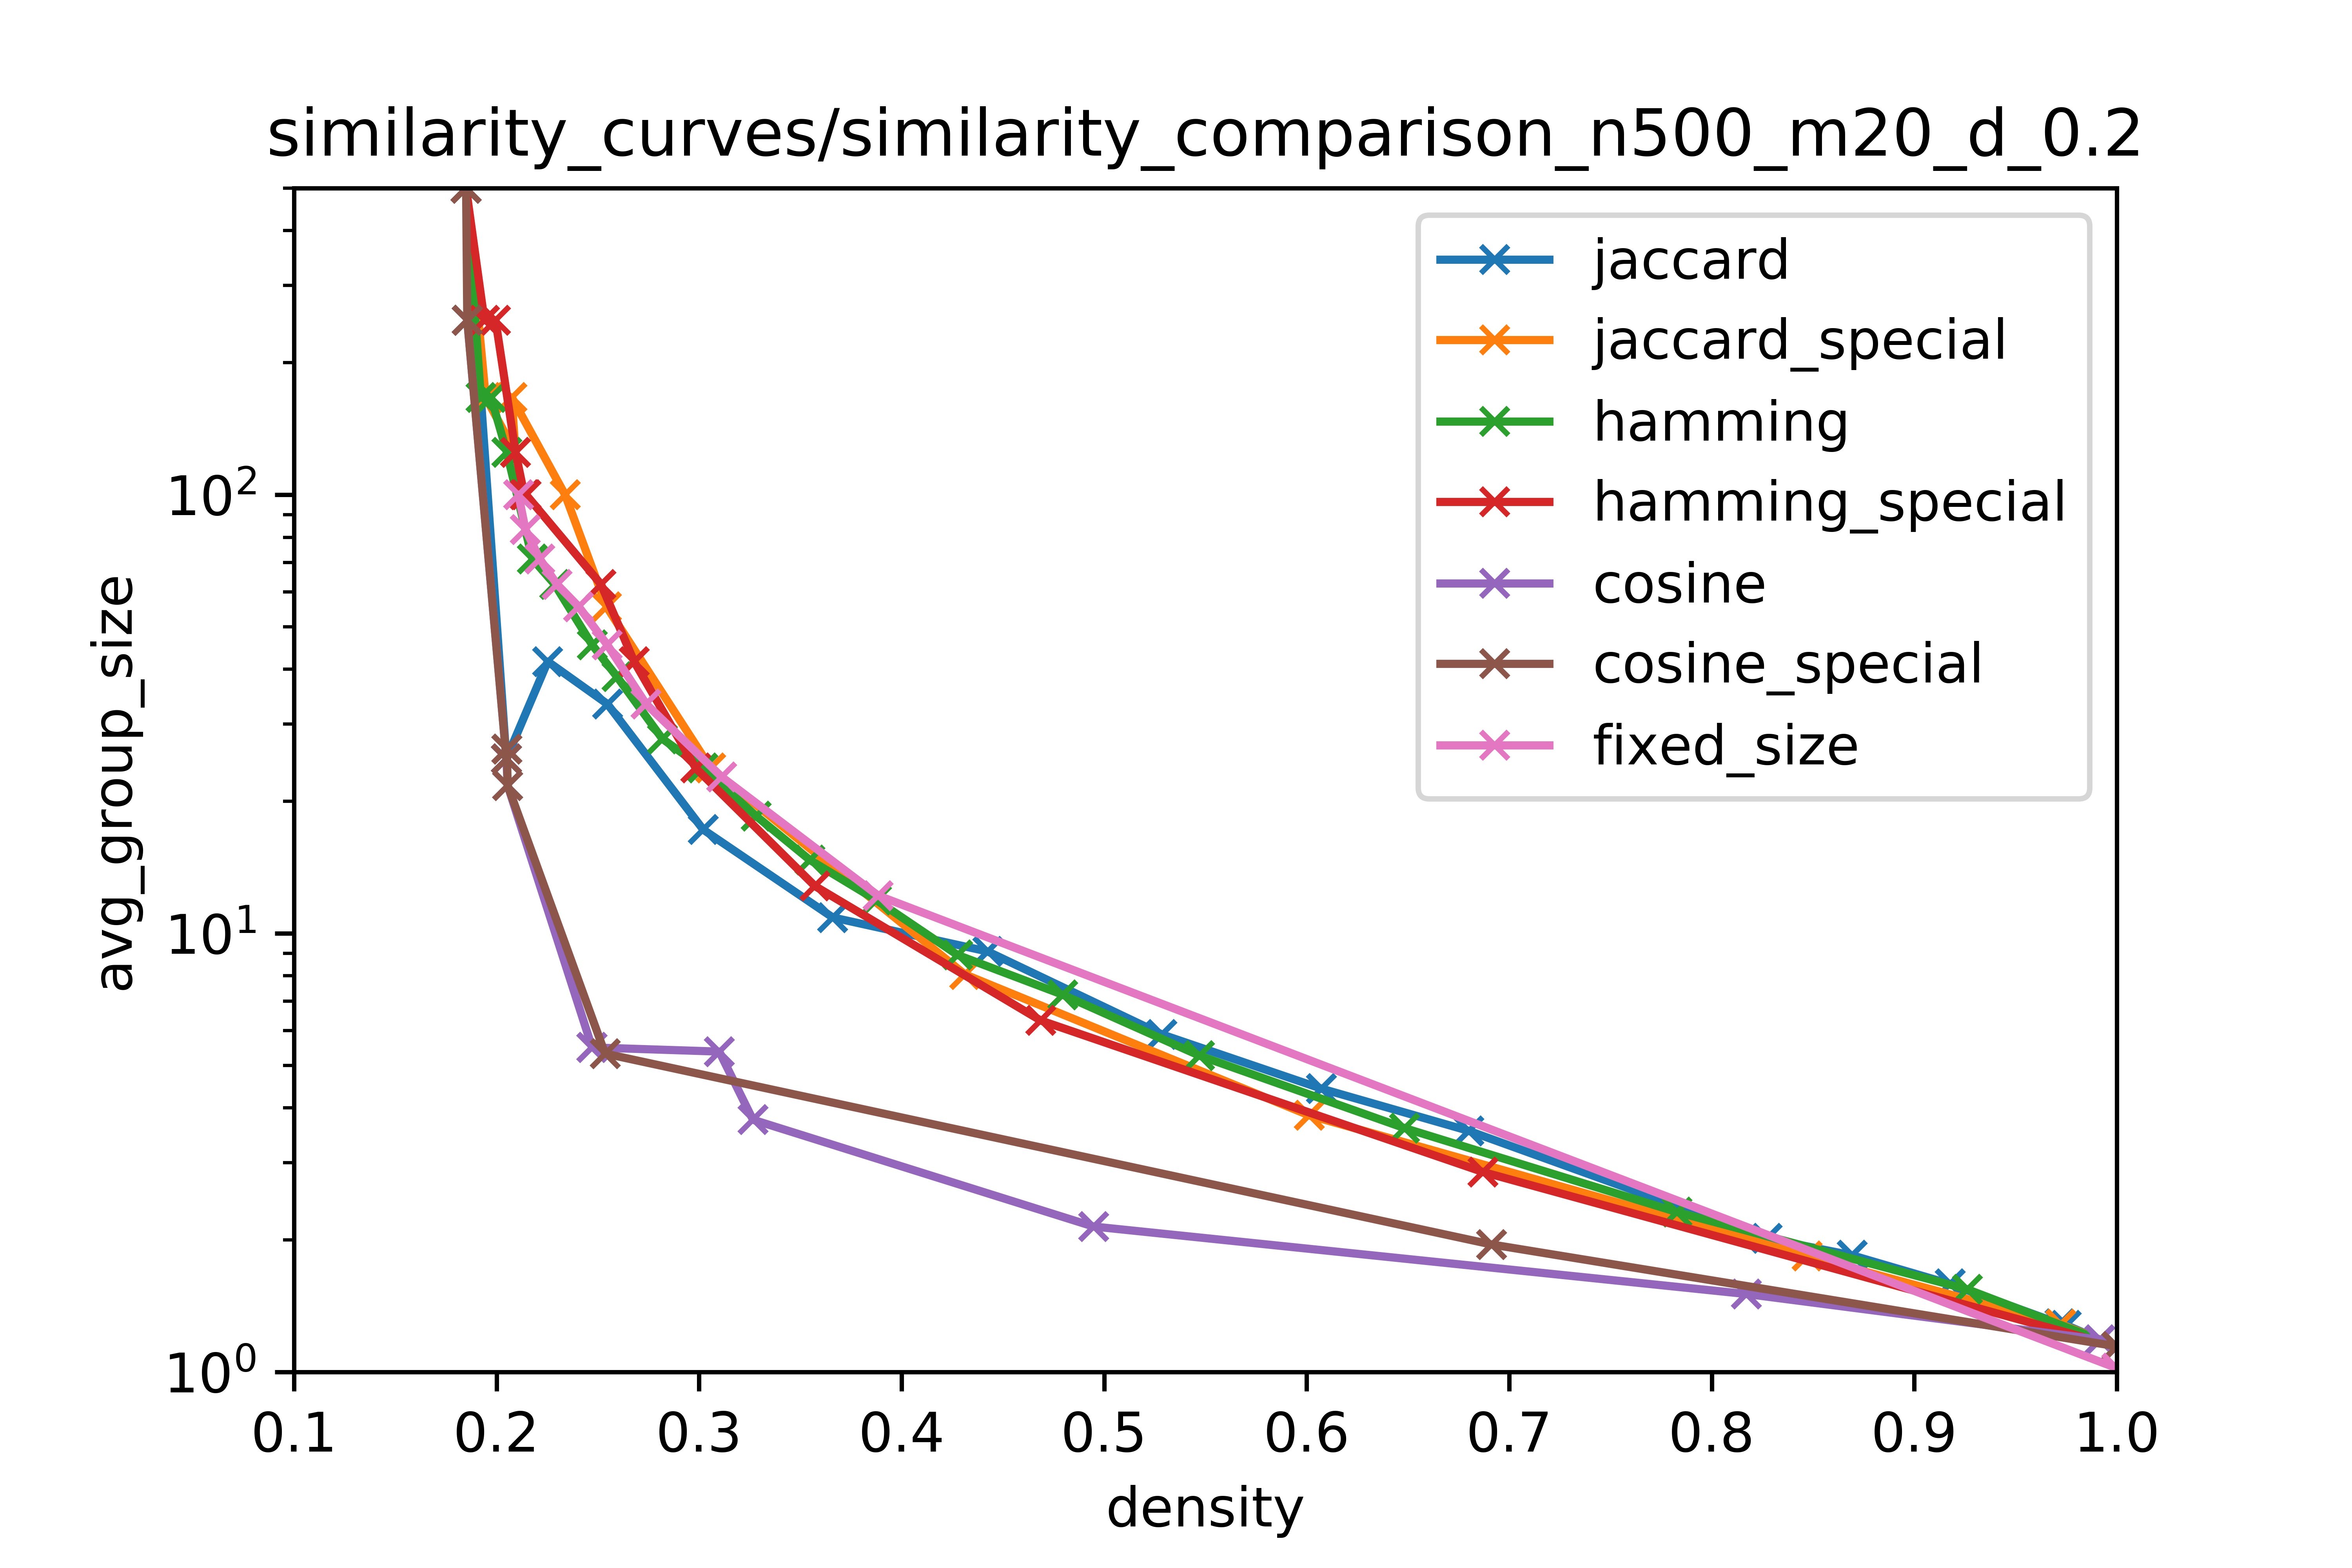 similarity_curves/similarity_comparison_n500_m20_d_0.2
jaccard
jaccard_special
hamming
hamming_special
cosine
cosine_special
fixed_size
avg_group_size
10²
10¹
10⁰
0.1 0.2 0.3 0.4 0.5 0.6 0.7 0.8 0.9 1.0
density